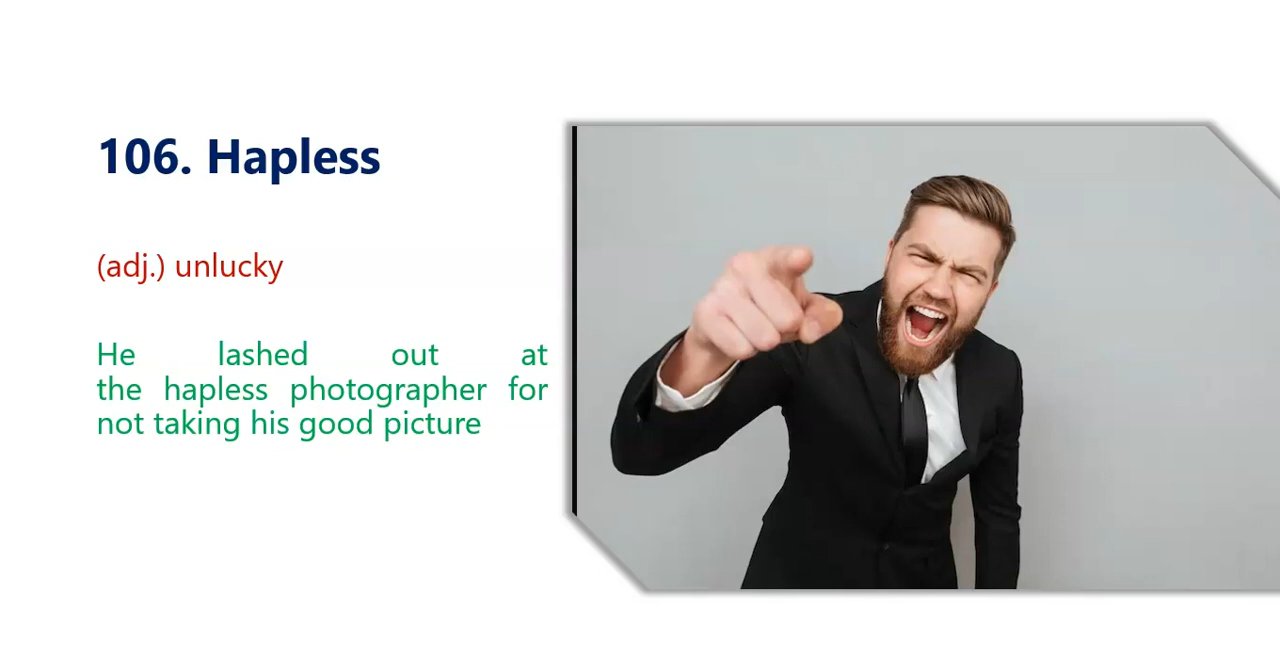 106. Hapless
(adj.) unlucky
He lashed out at
the hapless photographer for
not taking his good picture